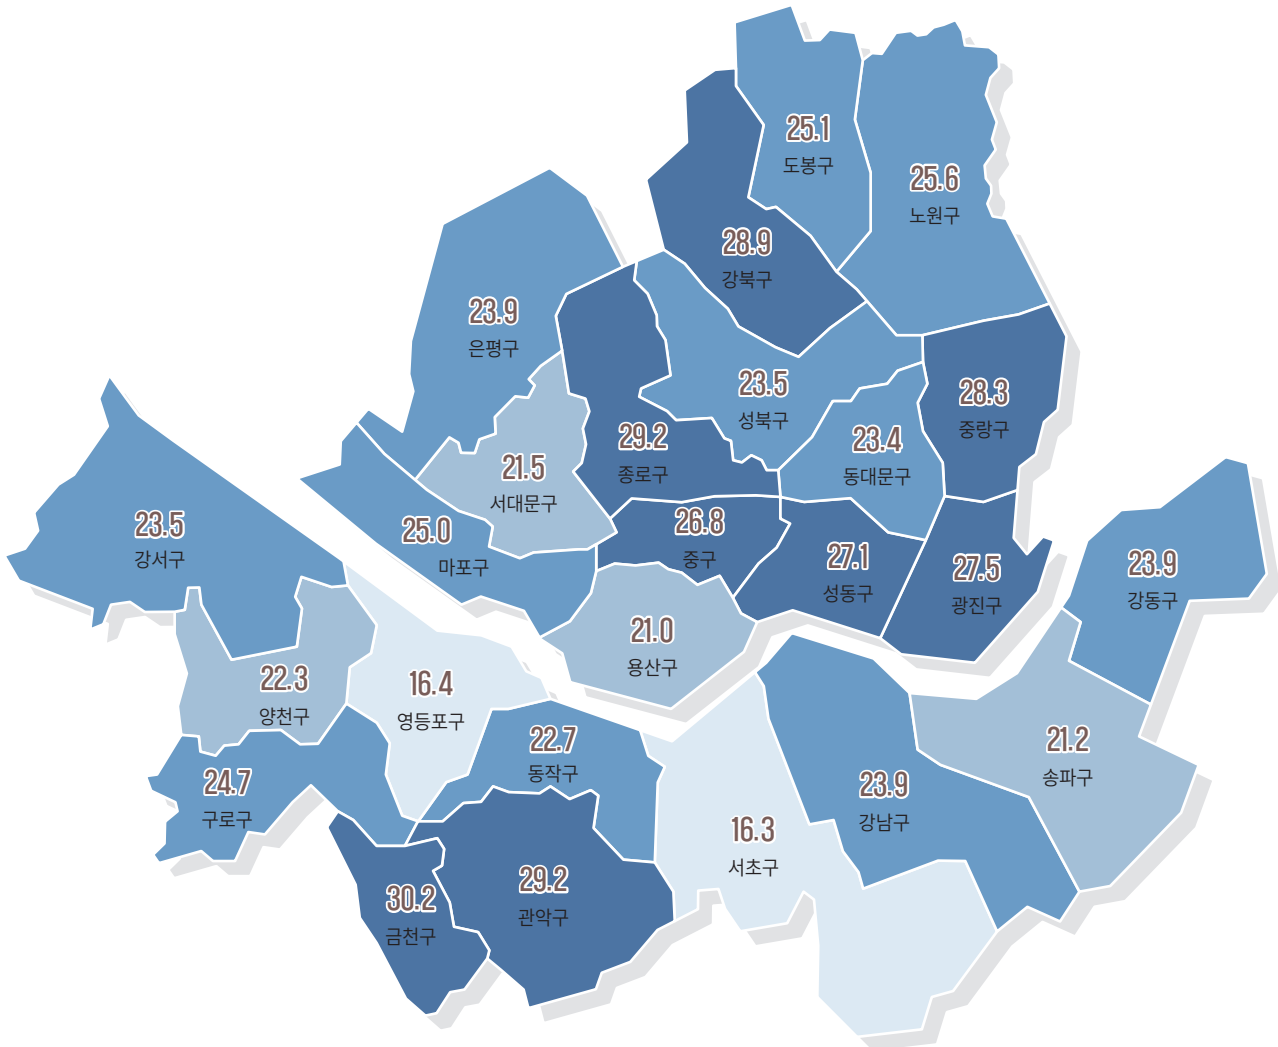 25.1
도봉구
25.6
노원구
28.9
강북구
23.9
은평구
23.5
성북구
28.3
중랑구
29.2
종로구
23.4
동대문구
21.5
서대문구
23.5
강서구
25.0
마포구
26.8
중구
27.1
성동구
27.5
광진구
23.9
강동구
21.0
용산구
22.3
양천구
16.4
영등포구
22.7
동작구
21.2
송파구
24.7
구로구
23.9
강남구
16.3
서초구
29.2
관악구
30.2
금천구